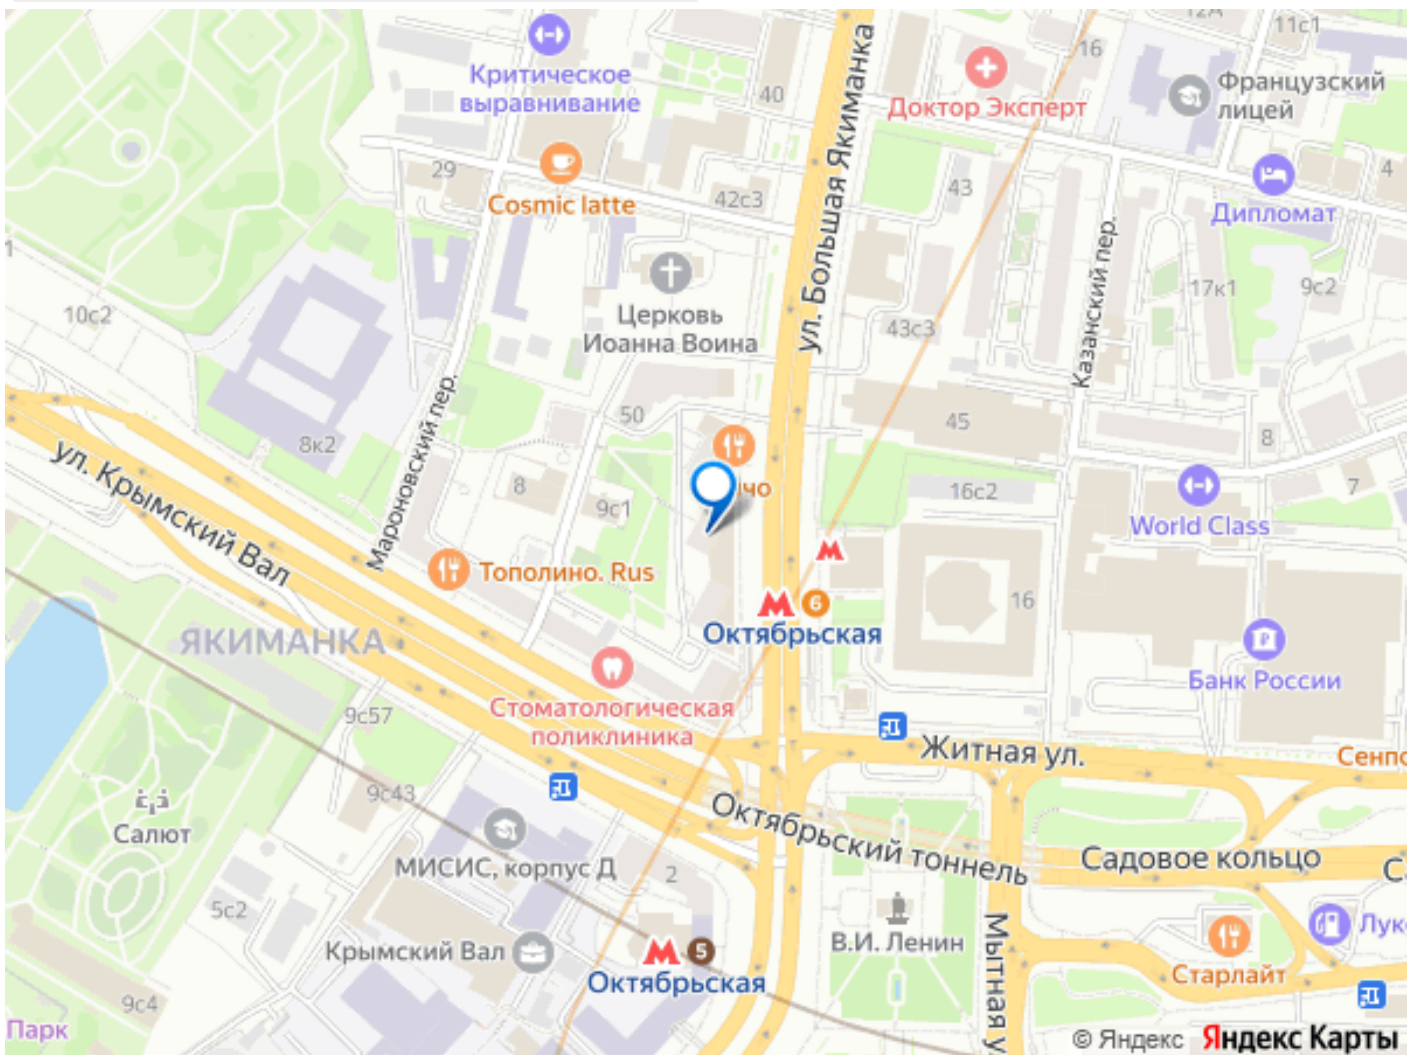 12А
11с1
16
Критическое
выравнивание
40
ул. Большая Якиманка
Доктор Эксперт
Французский
лицей
29
Cosmic latte
42с3
43
4
Дипломат
Церковь
Иоанна Воина
10с2
43с3
Казанский пер.
17к1
9с2
Мароновский пер.
50
45
8
8к2
ул. Крымский Вал
8
9с1
16с2
7
World Class
Тополино. Rus
6
Октябрьская
16
ЯКИМАНКА
Банк России
Стоматологическая
поликлиника
9с57
Житная ул.
9с43
Октябрьский тоннель
Салют
МИСИС, корпус Д
2
Садовое кольцо
5с2
Крымский Вал
5
Октябрьская
В.И. Ленин
Мытная
Старлайт
9с4
Парк
© Яндекс Яндекс Карты